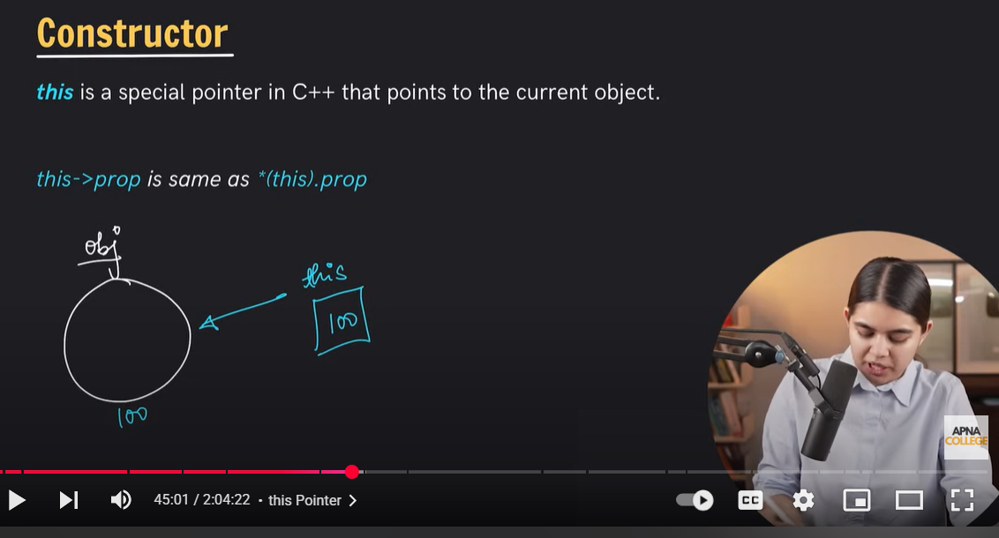 Constructor
this is a special pointer in C++ that points to the current object.
this->prop is same as *(this).prop
obj
this
100
100
APNA
COLLEGE
45:01 / 2:04:22 • this Pointer
CC